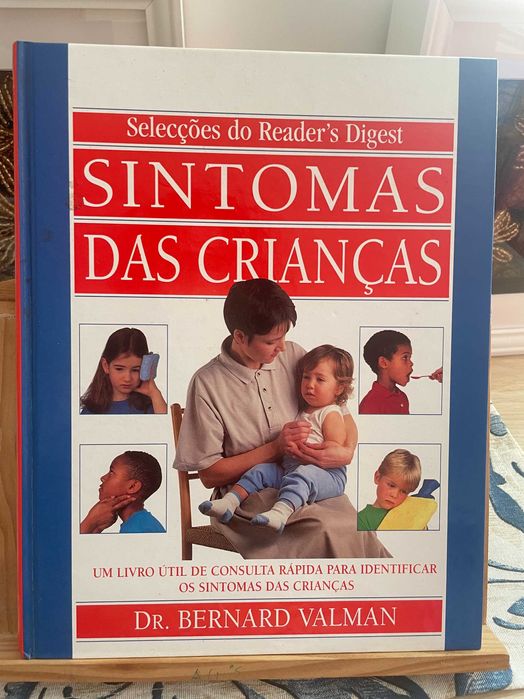 Selecções do Reader's Digest
SINTOMAS
DAS CRIANÇAS
UM LIVRO ÚTIL DE CONSULTA RÁPIDA PARA IDENTIFICAR
OS SINTOMAS DAS CRIANÇAS
DR. BERNARD VALMAN